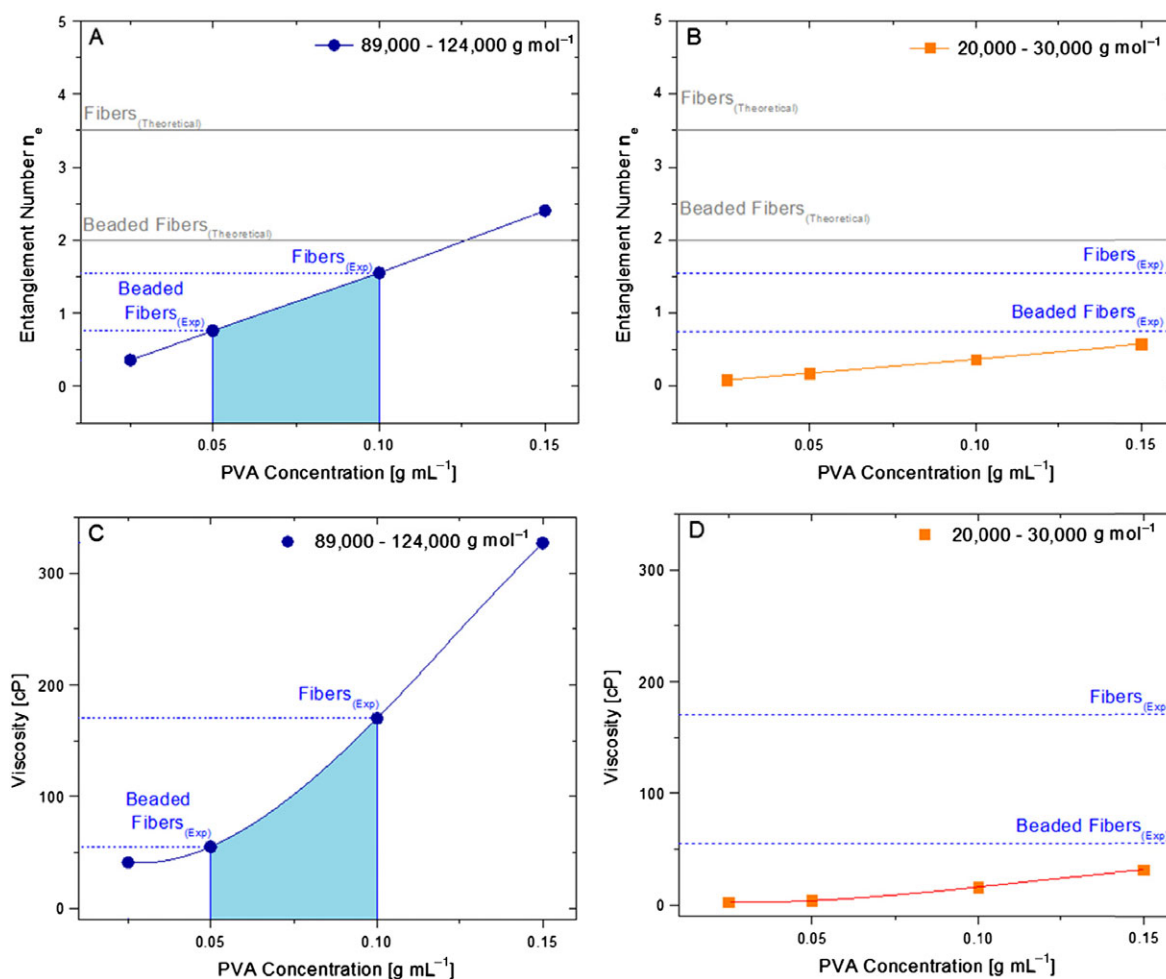 A
89,000 - 124,000 g mol⁻¹
5
4
3
2
1
0
Entanglement Number nₑ
Fibers(Theoretical)
Beaded Fibers(Theoretical)
Fibers(Exp)
Beaded
Fibers(Exp)
0.05 0.10 0.15
PVA Concentration [g mL⁻¹]
B
20,000 - 30,000 g mol⁻¹
5
4
3
2
1
0
Entanglement Number nₑ
Fibers(Theoretical)
Beaded Fibers(Theoretical)
Fibers(Exp)
Beaded Fibers(Exp)
0.05 0.10 0.15
PVA Concentration [g mL⁻¹]
C
89,000 - 124,000 g mol⁻¹
300
200
100
0
Viscosity [cP]
Fibers(Exp)
Beaded
Fibers(Exp)
0.05 0.10 0.15
PVA Concentration [g mL⁻¹]
D
20,000 - 30,000 g mol⁻¹
300
200
100
0
Viscosity [cP]
Fibers(Exp)
Beaded Fibers(Exp)
0.05 0.10 0.15
PVA Concentration [g mL⁻¹]